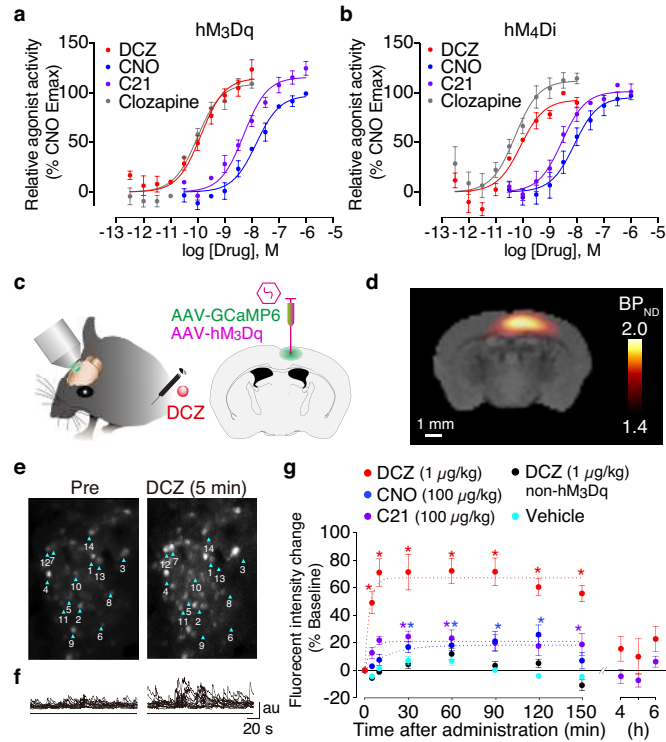 a
hM3Dq
150
100
50
0
Relative agonist activity
(% CNO Emax)
DCZ
CNO
C21
Clozapine
-13 -12 -11 -10 -9 -8 -7 -6 -5
log [Drug], M
b
hM4Di
150
100
50
0
Relative agonist activity
(% CNO Emax)
DCZ
CNO
C21
Clozapine
-13 -12 -11 -10 -9 -8 -7 -6 -5
log [Drug], M
c
AAV-GCaMP6
AAV-hM3Dq
DCZ
d
BPND
2.0
1.4
1 mm
e
Pre
DCZ (5 min)
14
12 7
1
13
3
4
10
8
5
11 2
6
9
14
12 7
1
13
3
4
10
8
5
11 2
6
9
f
au
20 s
g
DCZ (1 µg/kg)
CNO (100 µg/kg)
C21 (100 µg/kg)
DCZ (1 µg/kg)
non-hM3Dq
Vehicle
Fluorecent intensity change
(% Baseline)
100
80
60
40
20
0
-20
* * * * * * *
** ** * * *
0 30 60 90 120 150
4 6
Time after administration (min)
(h)